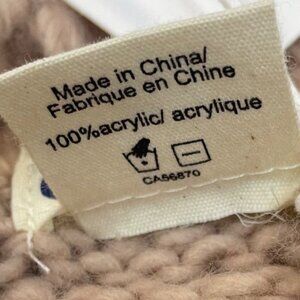 Made in China/
Fabrique en Chine
100%acrylic/ acrylique
CA56870